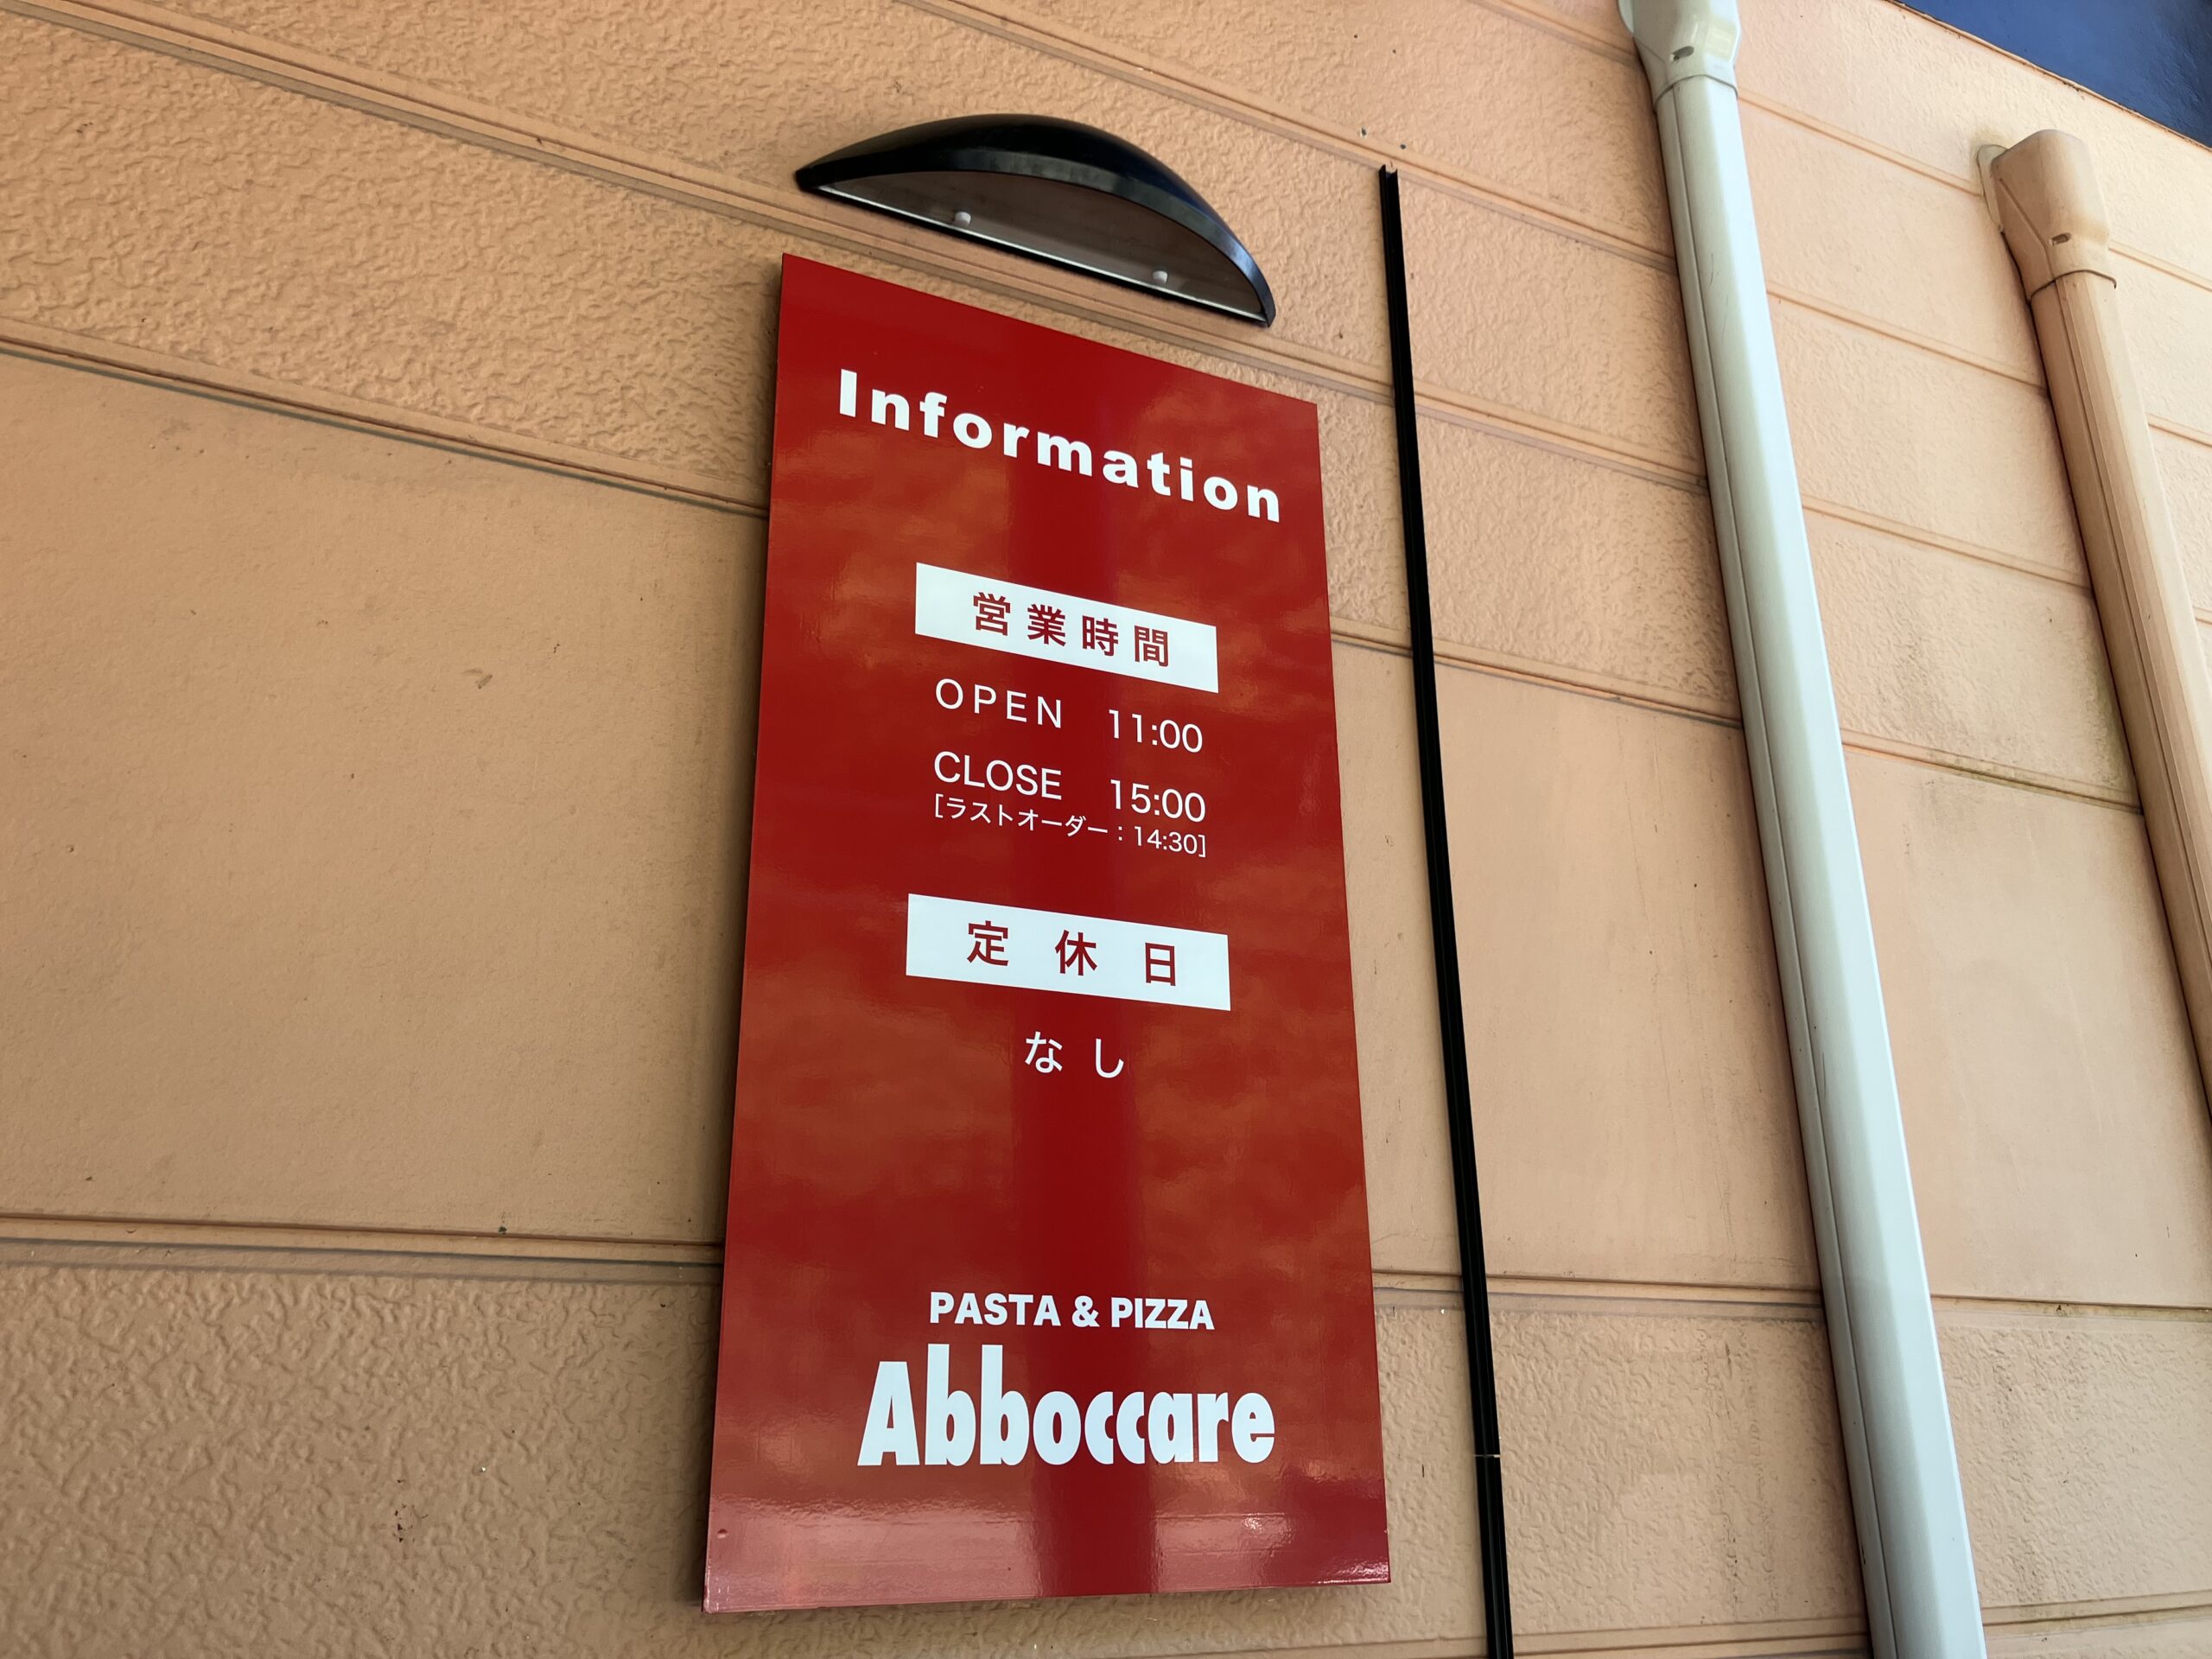 Information
営業時間
OPEN 11:00
CLOSE 15:00
[ラストオーダー：14:30]
定休日
なし
PASTA & PIZZA
Abboccare